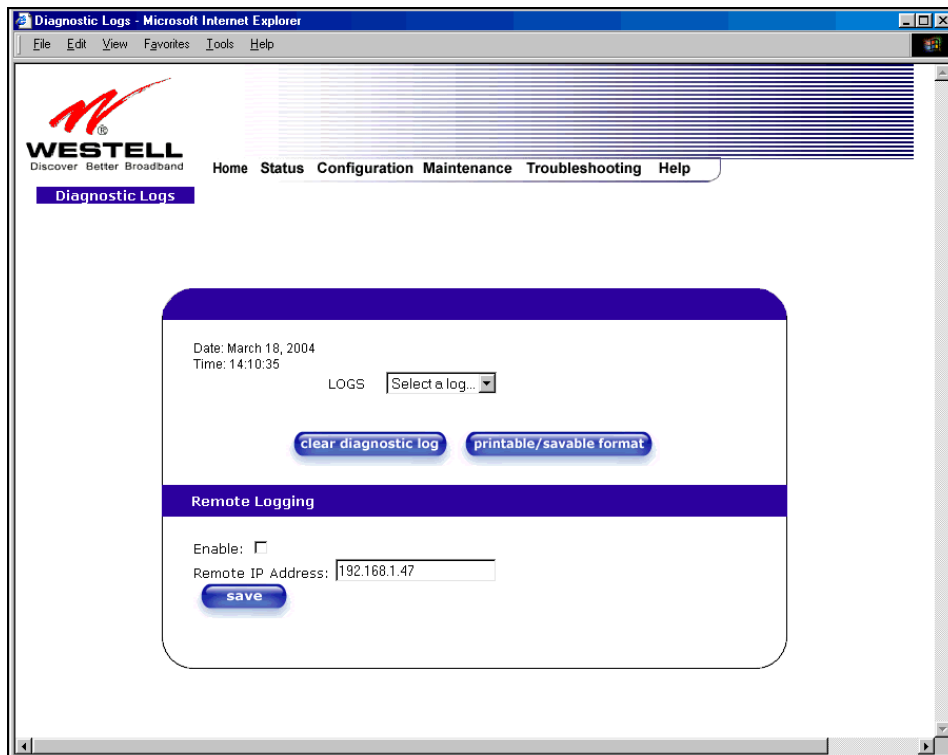 Diagnostic Logs - Microsoft Internet Explorer
File Edit View Favorites Tools Help
®
WESTELL
Discover Better Broadband
Home Status Configuration Maintenance Troubleshooting Help
Diagnostic Logs
Date: March 18, 2004
Time: 14:10:35
LOGS Select a log...
clear diagnostic log printable/savable format
Remote Logging
Enable:
Remote IP Address: 192.168.1.47
save